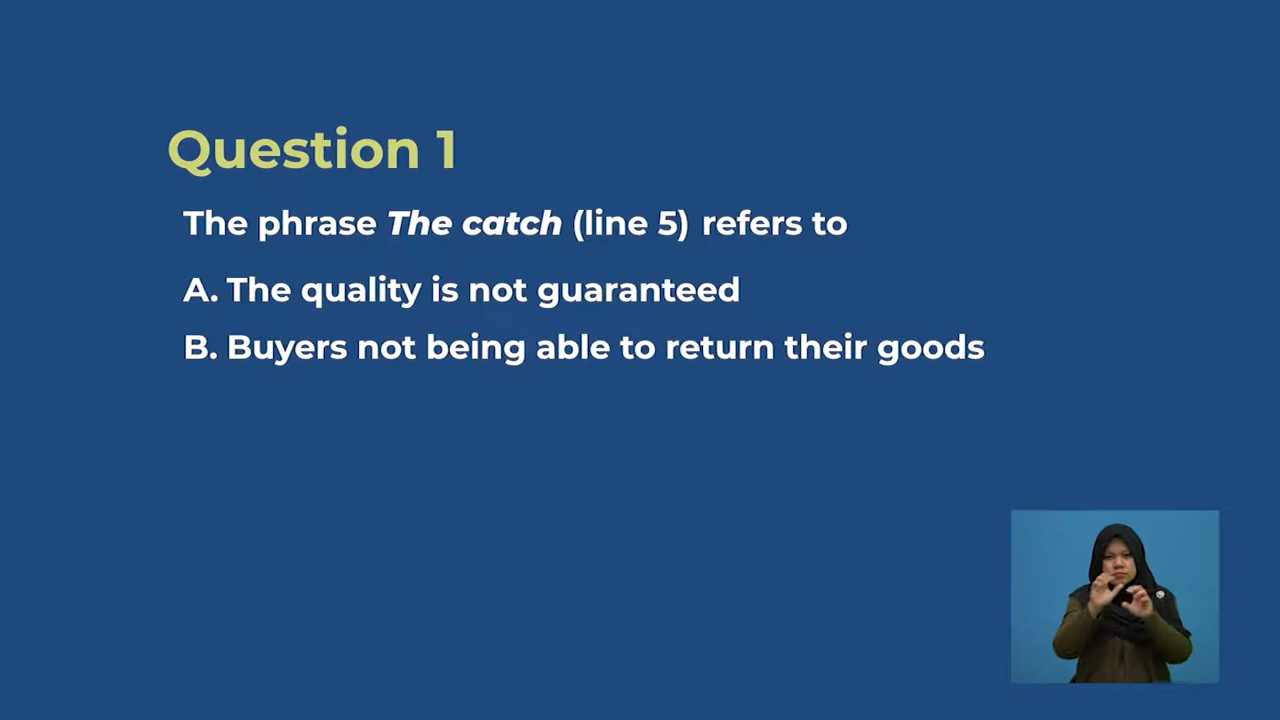 Question 1
The phrase The catch (line 5) refers to
A. The quality is not guaranteed
B. Buyers not being able to return their goods